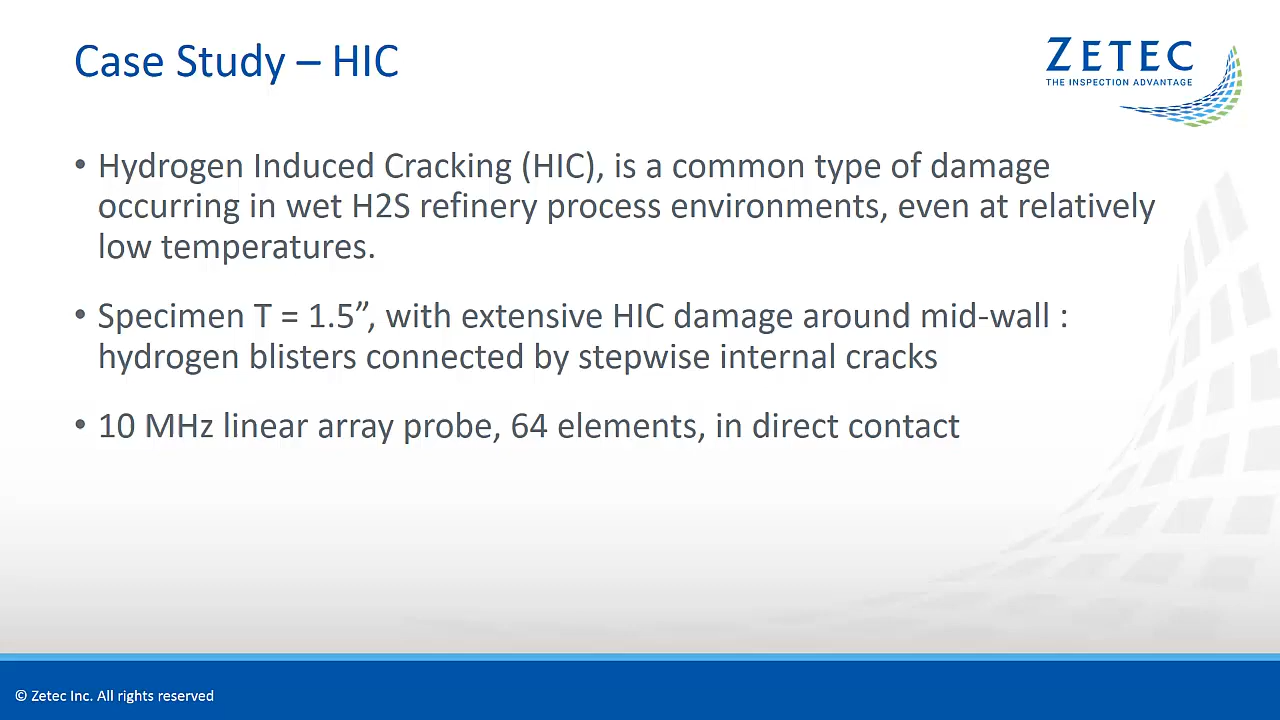 Case Study – HIC
ZETEC
THE INSPECTION ADVANTAGE
• Hydrogen Induced Cracking (HIC), is a common type of damage
occurring in wet H2S refinery process environments, even at relatively
low temperatures.
• Specimen T = 1.5”, with extensive HIC damage around mid-wall :
hydrogen blisters connected by stepwise internal cracks
• 10 MHz linear array probe, 64 elements, in direct contact
© Zetec Inc. All rights reserved